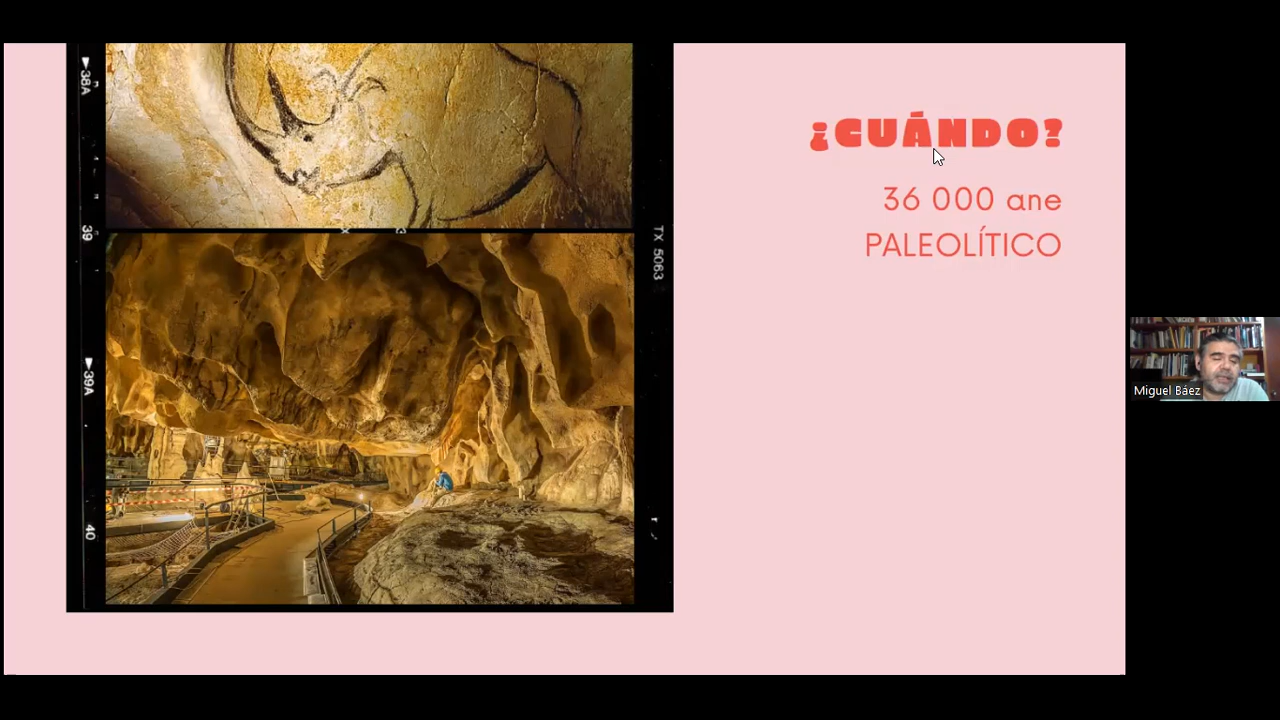 38A
39
39A
40
TX 5063
¿CUÁNDO?
36 000 ane
PALEOLÍTICO
Miguel Báez